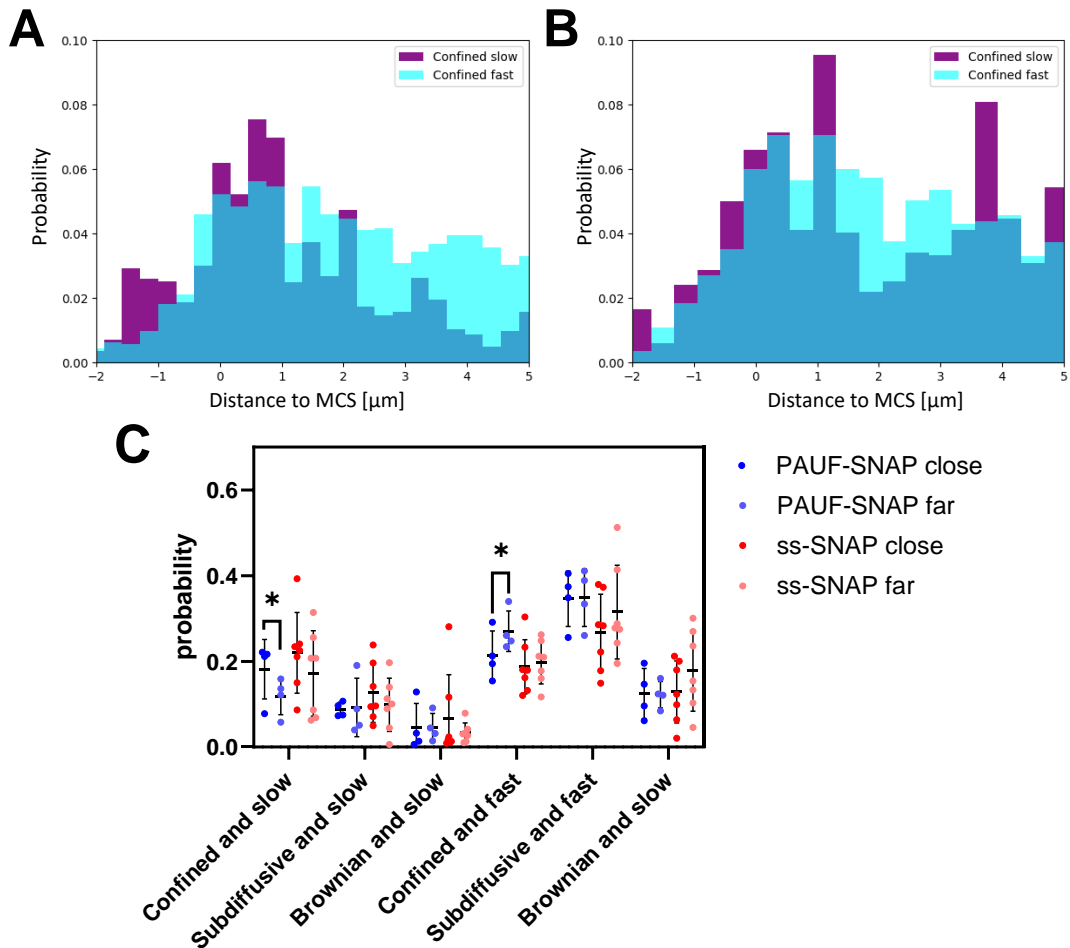 A
B
0.10
0.08
0.06
0.04
0.02
0.00
Probability
Confined slow
Confined fast
−2
−1
0
1
2
3
4
5
Distance to MCS [μm]
0.10
0.08
0.06
0.04
0.02
0.00
Probability
Confined slow
Confined fast
−2
−1
0
1
2
3
4
5
Distance to MCS [μm]
C
probability
0.6
0.4
0.2
0.0
*
*
Confined and slow
Subdiffusive and slow
Brownian and slow
Confined and fast
Subdiffusive and fast
Brownian and slow
PAUF-SNAP close
PAUF-SNAP far
ss-SNAP close
ss-SNAP far